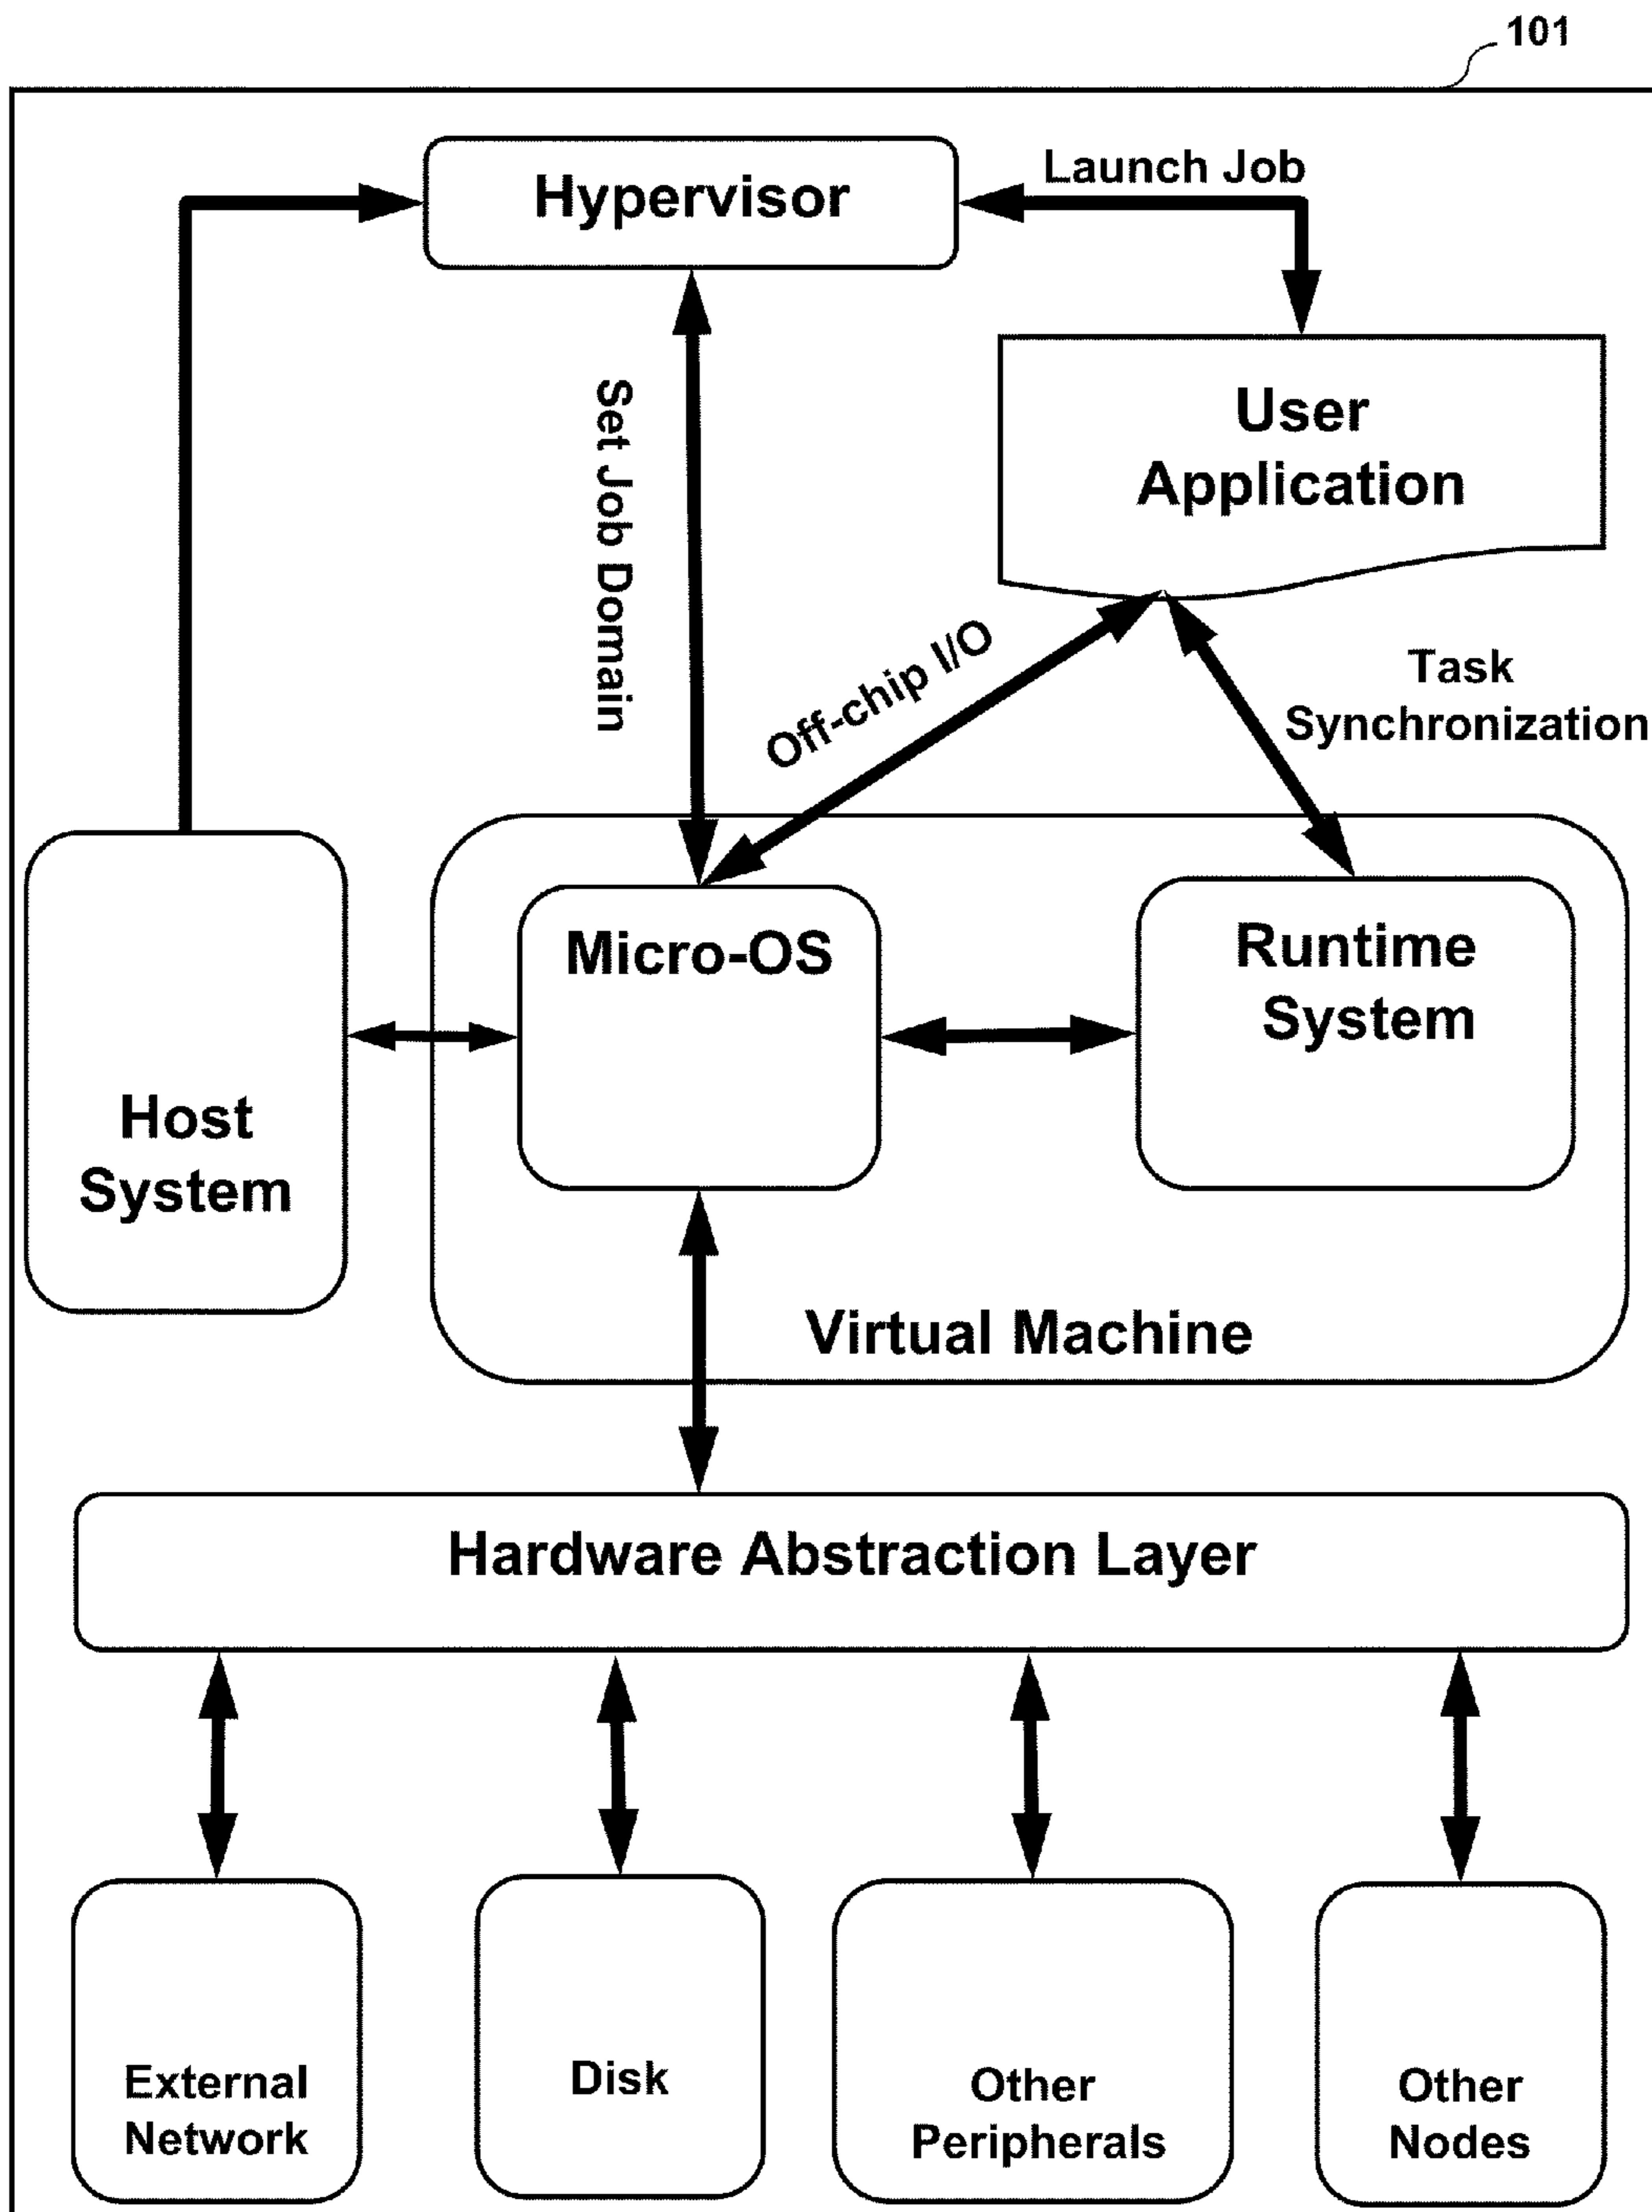 101
Hypervisor
Launch Job
User
Application
Set Job Domain
Off-chip I/O
Task
Synchronization
Micro-OS
Runtime
System
Host
System
Virtual Machine
Hardware Abstraction Layer
External
Network
Disk
Other
Peripherals
Other
Nodes